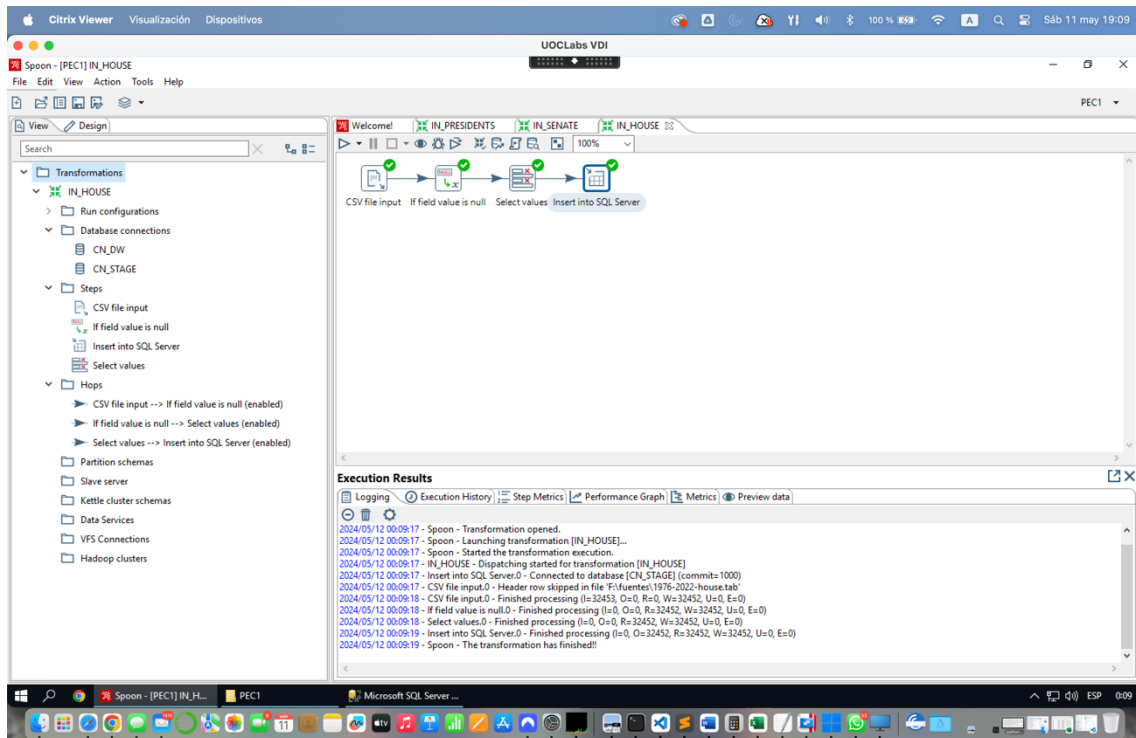 Citrix Viewer Visualización Dispositivos 100 % A Sáb 11 may 19:09
UOCLabs VDI
Spoon - [PEC1] IN_HOUSE
File Edit View Action Tools Help
PEC1
View Design
Search
Transformations
IN_HOUSE
Run configurations
Database connections
CN_DW
CN_STAGE
Steps
CSV file input
If field value is null
Insert into SQL Server
Select values
Hops
CSV file input --> If field value is null (enabled)
If field value is null --> Select values (enabled)
Select values --> Insert into SQL Server (enabled)
Partition schemas
Slave server
Kettle cluster schemas
Data Services
VFS Connections
Hadoop clusters
Welcome! IN_PRESIDENTS IN_SENATE IN_HOUSE
100%
CSV file input If field value is null Select values Insert into SQL Server
Execution Results
Logging Execution History Step Metrics Performance Graph Metrics Preview data
2024/05/12 00:09:17 - Spoon - Transformation opened.
2024/05/12 00:09:17 - Spoon - Launching transformation [IN_HOUSE]...
2024/05/12 00:09:17 - Spoon - Started the transformation execution.
2024/05/12 00:09:17 - IN_HOUSE - Dispatching started for transformation [IN_HOUSE]
2024/05/12 00:09:17 - Insert into SQL Server.0 - Connected to database [CN_STAGE] (commit=1000)
2024/05/12 00:09:17 - CSV file input.0 - Header row skipped in file 'F:\fuentes\1976-2022-house.tab'
2024/05/12 00:09:18 - CSV file input.0 - Finished processing (I=32453, O=0, R=0, W=32452, U=0, E=0)
2024/05/12 00:09:18 - If field value is null.0 - Finished processing (I=0, O=0, R=32452, W=32452, U=0, E=0)
2024/05/12 00:09:18 - Select values.0 - Finished processing (I=0, O=0, R=32452, W=32452, U=0, E=0)
2024/05/12 00:09:19 - Insert into SQL Server.0 - Finished processing (I=0, O=32452, R=32452, W=32452, U=0, E=0)
2024/05/12 00:09:19 - Spoon - The transformation has finished!!
Spoon - [PEC1] IN_H... PEC1 Microsoft SQL Server ... ESP 0:09